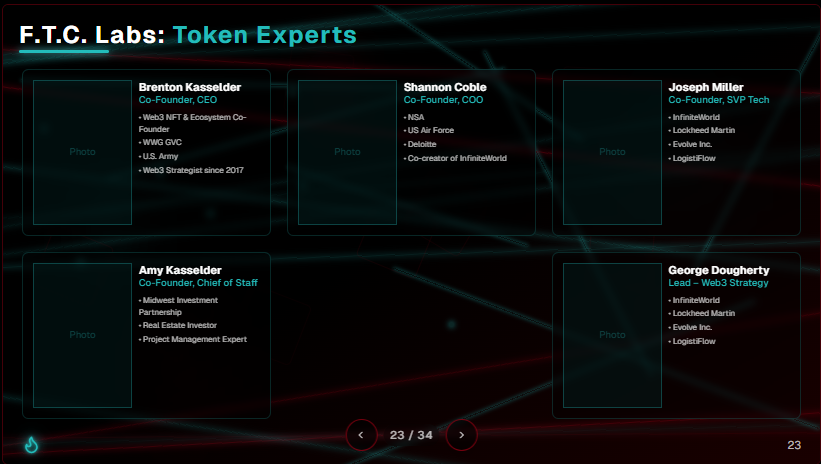 F.T.C. Labs: Token Experts
Photo
Brenton Kasselder
Co-Founder, CEO
• Web3 NFT & Ecosystem Co-
Founder
• WWG GVC
• U.S. Army
• Web3 Strategist since 2017
Photo
Shannon Coble
Co-Founder, COO
• NSA
• US Air Force
• Deloitte
• Co-creator of InfiniteWorld
Photo
Joseph Miller
Co-Founder, SVP Tech
• InfiniteWorld
• Lockheed Martin
• Evolve Inc.
• LogistiFlow
Photo
Amy Kasselder
Co-Founder, Chief of Staff
• Midwest Investment
Partnership
• Real Estate Investor
• Project Management Expert
Photo
George Dougherty
Lead – Web3 Strategy
• InfiniteWorld
• Lockheed Martin
• Evolve Inc.
• LogistiFlow
‹ 23 / 34 ›
23